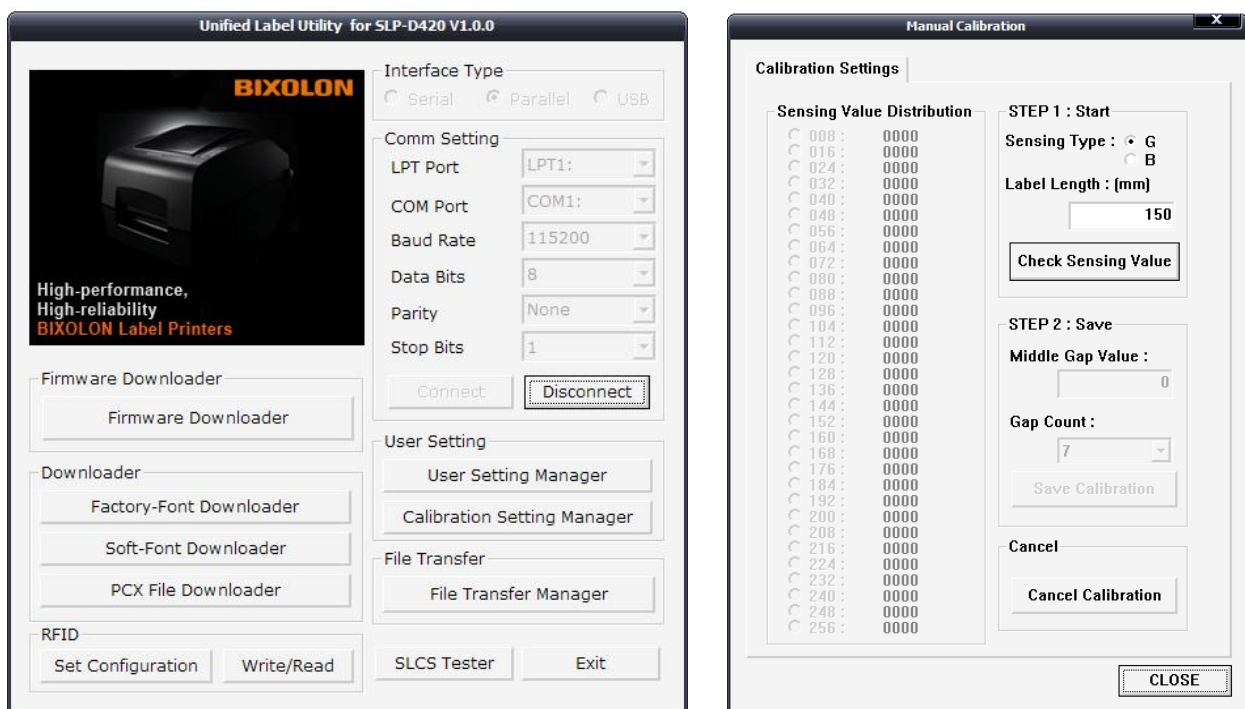 Unified Label Utility for SLP-D420 V1.0.0
BIXOLON
High-performance,
High-reliability
BIXOLON Label Printers
Interface Type
Serial Parallel USB
Comm Setting
LPT Port LPT1:
COM Port COM1:
Baud Rate 115200
Data Bits 8
Parity None
Stop Bits 1
Connect Disconnect
Firmware Downloader
Firmware Downloader
Downloader
Factory-Font Downloader
Soft-Font Downloader
PCX File Downloader
RFID
Set Configuration Write/Read
User Setting
User Setting Manager
Calibration Setting Manager
File Transfer
File Transfer Manager
SLCS Tester Exit
Manual Calibration X
Calibration Settings
Sensing Value Distribution
008 : 0000
016 : 0000
024 : 0000
032 : 0000
040 : 0000
048 : 0000
056 : 0000
064 : 0000
072 : 0000
080 : 0000
088 : 0000
096 : 0000
104 : 0000
112 : 0000
120 : 0000
128 : 0000
136 : 0000
144 : 0000
152 : 0000
160 : 0000
168 : 0000
176 : 0000
184 : 0000
192 : 0000
200 : 0000
208 : 0000
216 : 0000
224 : 0000
232 : 0000
240 : 0000
248 : 0000
256 : 0000
STEP 1 : Start
Sensing Type : G
B
Label Length : (mm)
150
Check Sensing Value
STEP 2 : Save
Middle Gap Value :
0
Gap Count :
7
Save Calibration
Cancel
Cancel Calibration
CLOSE